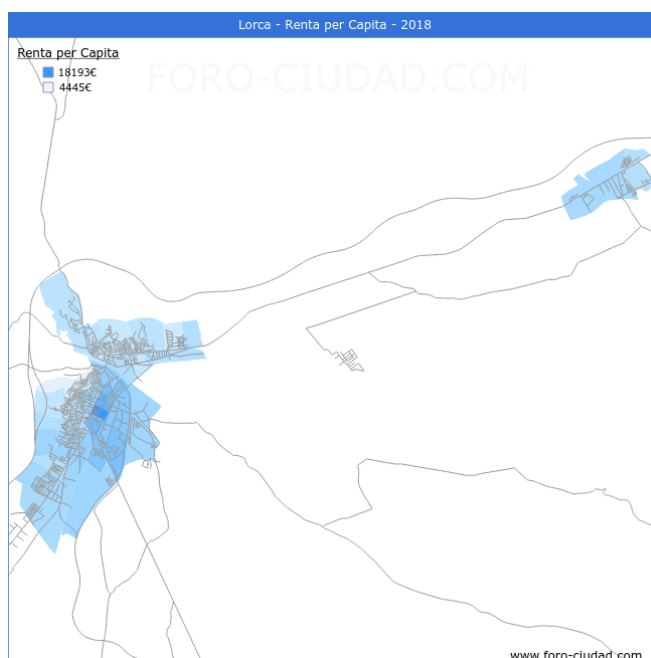 Lorca - Renta per Capita - 2018
Renta per Capita
18193€
4445€
FORO-CIUDAD.COM
www.foro-ciudad.com